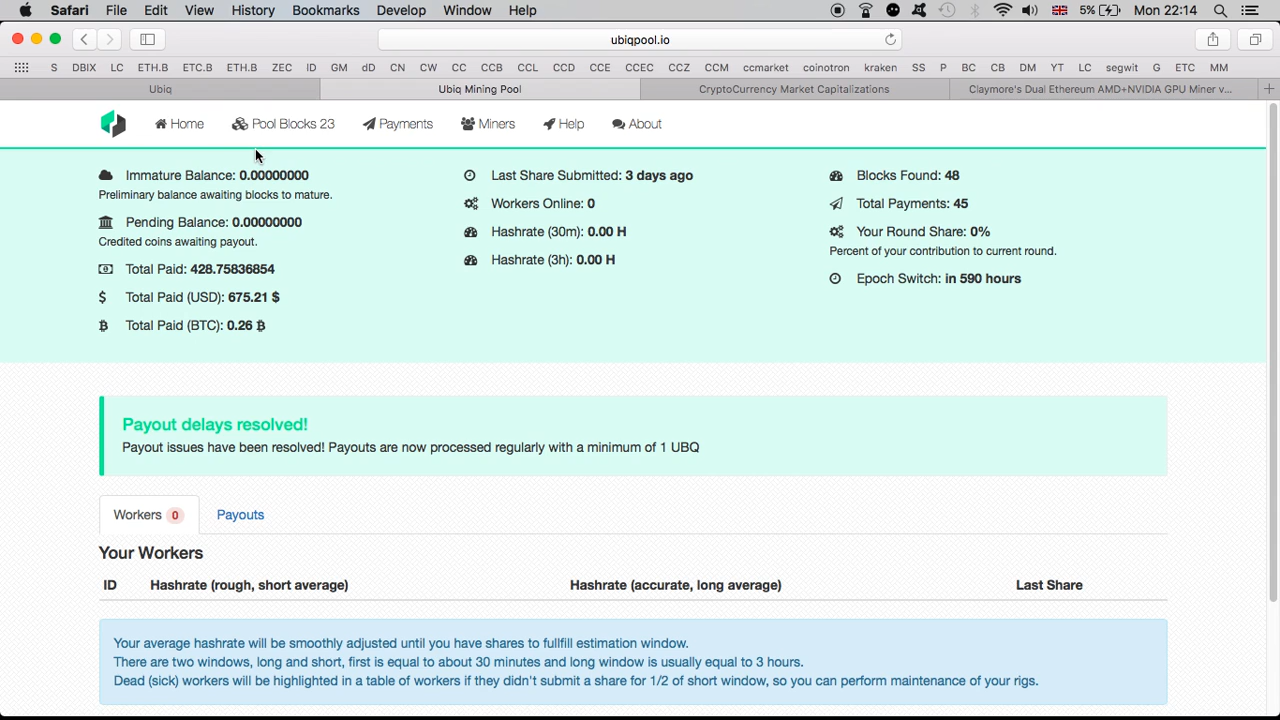 Safari File Edit View History Bookmarks Develop Window Help 5% Mon 22:14
ubiqpool.io
S DBIX LC ETH.B ETC.B ETH.B ZEC ID GM dD CN CW CC CCB CCL CCD CCE CCEC CCZ CCM ccmarket coinotron kraken SS P BC CB DM YT LC segwit G ETC MM
Ubiq Ubiq Mining Pool CryptoCurrency Market Capitalizations Claymore's Dual Ethereum AMD+NVIDIA GPU Miner v...
Home Pool Blocks 23 Payments Miners Help About
Immature Balance: 0.00000000
Preliminary balance awaiting blocks to mature.
Pending Balance: 0.00000000
Credited coins awaiting payout.
Total Paid: 428.75836854
$ Total Paid (USD): 675.21 $
Total Paid (BTC): 0.26 ₿
Last Share Submitted: 3 days ago
Workers Online: 0
Hashrate (30m): 0.00 H
Hashrate (3h): 0.00 H
Blocks Found: 48
Total Payments: 45
Your Round Share: 0%
Percent of your contribution to current round.
Epoch Switch: in 590 hours
Payout delays resolved!
Payout issues have been resolved! Payouts are now processed regularly with a minimum of 1 UBQ
Workers 0 Payouts
Your Workers
ID Hashrate (rough, short average) Hashrate (accurate, long average) Last Share
Your average hashrate will be smoothly adjusted until you have shares to fullfill estimation window.
There are two windows, long and short, first is equal to about 30 minutes and long window is usually equal to 3 hours.
Dead (sick) workers will be highlighted in a table of workers if they didn't submit a share for 1/2 of short window, so you can perform maintenance of your rigs.